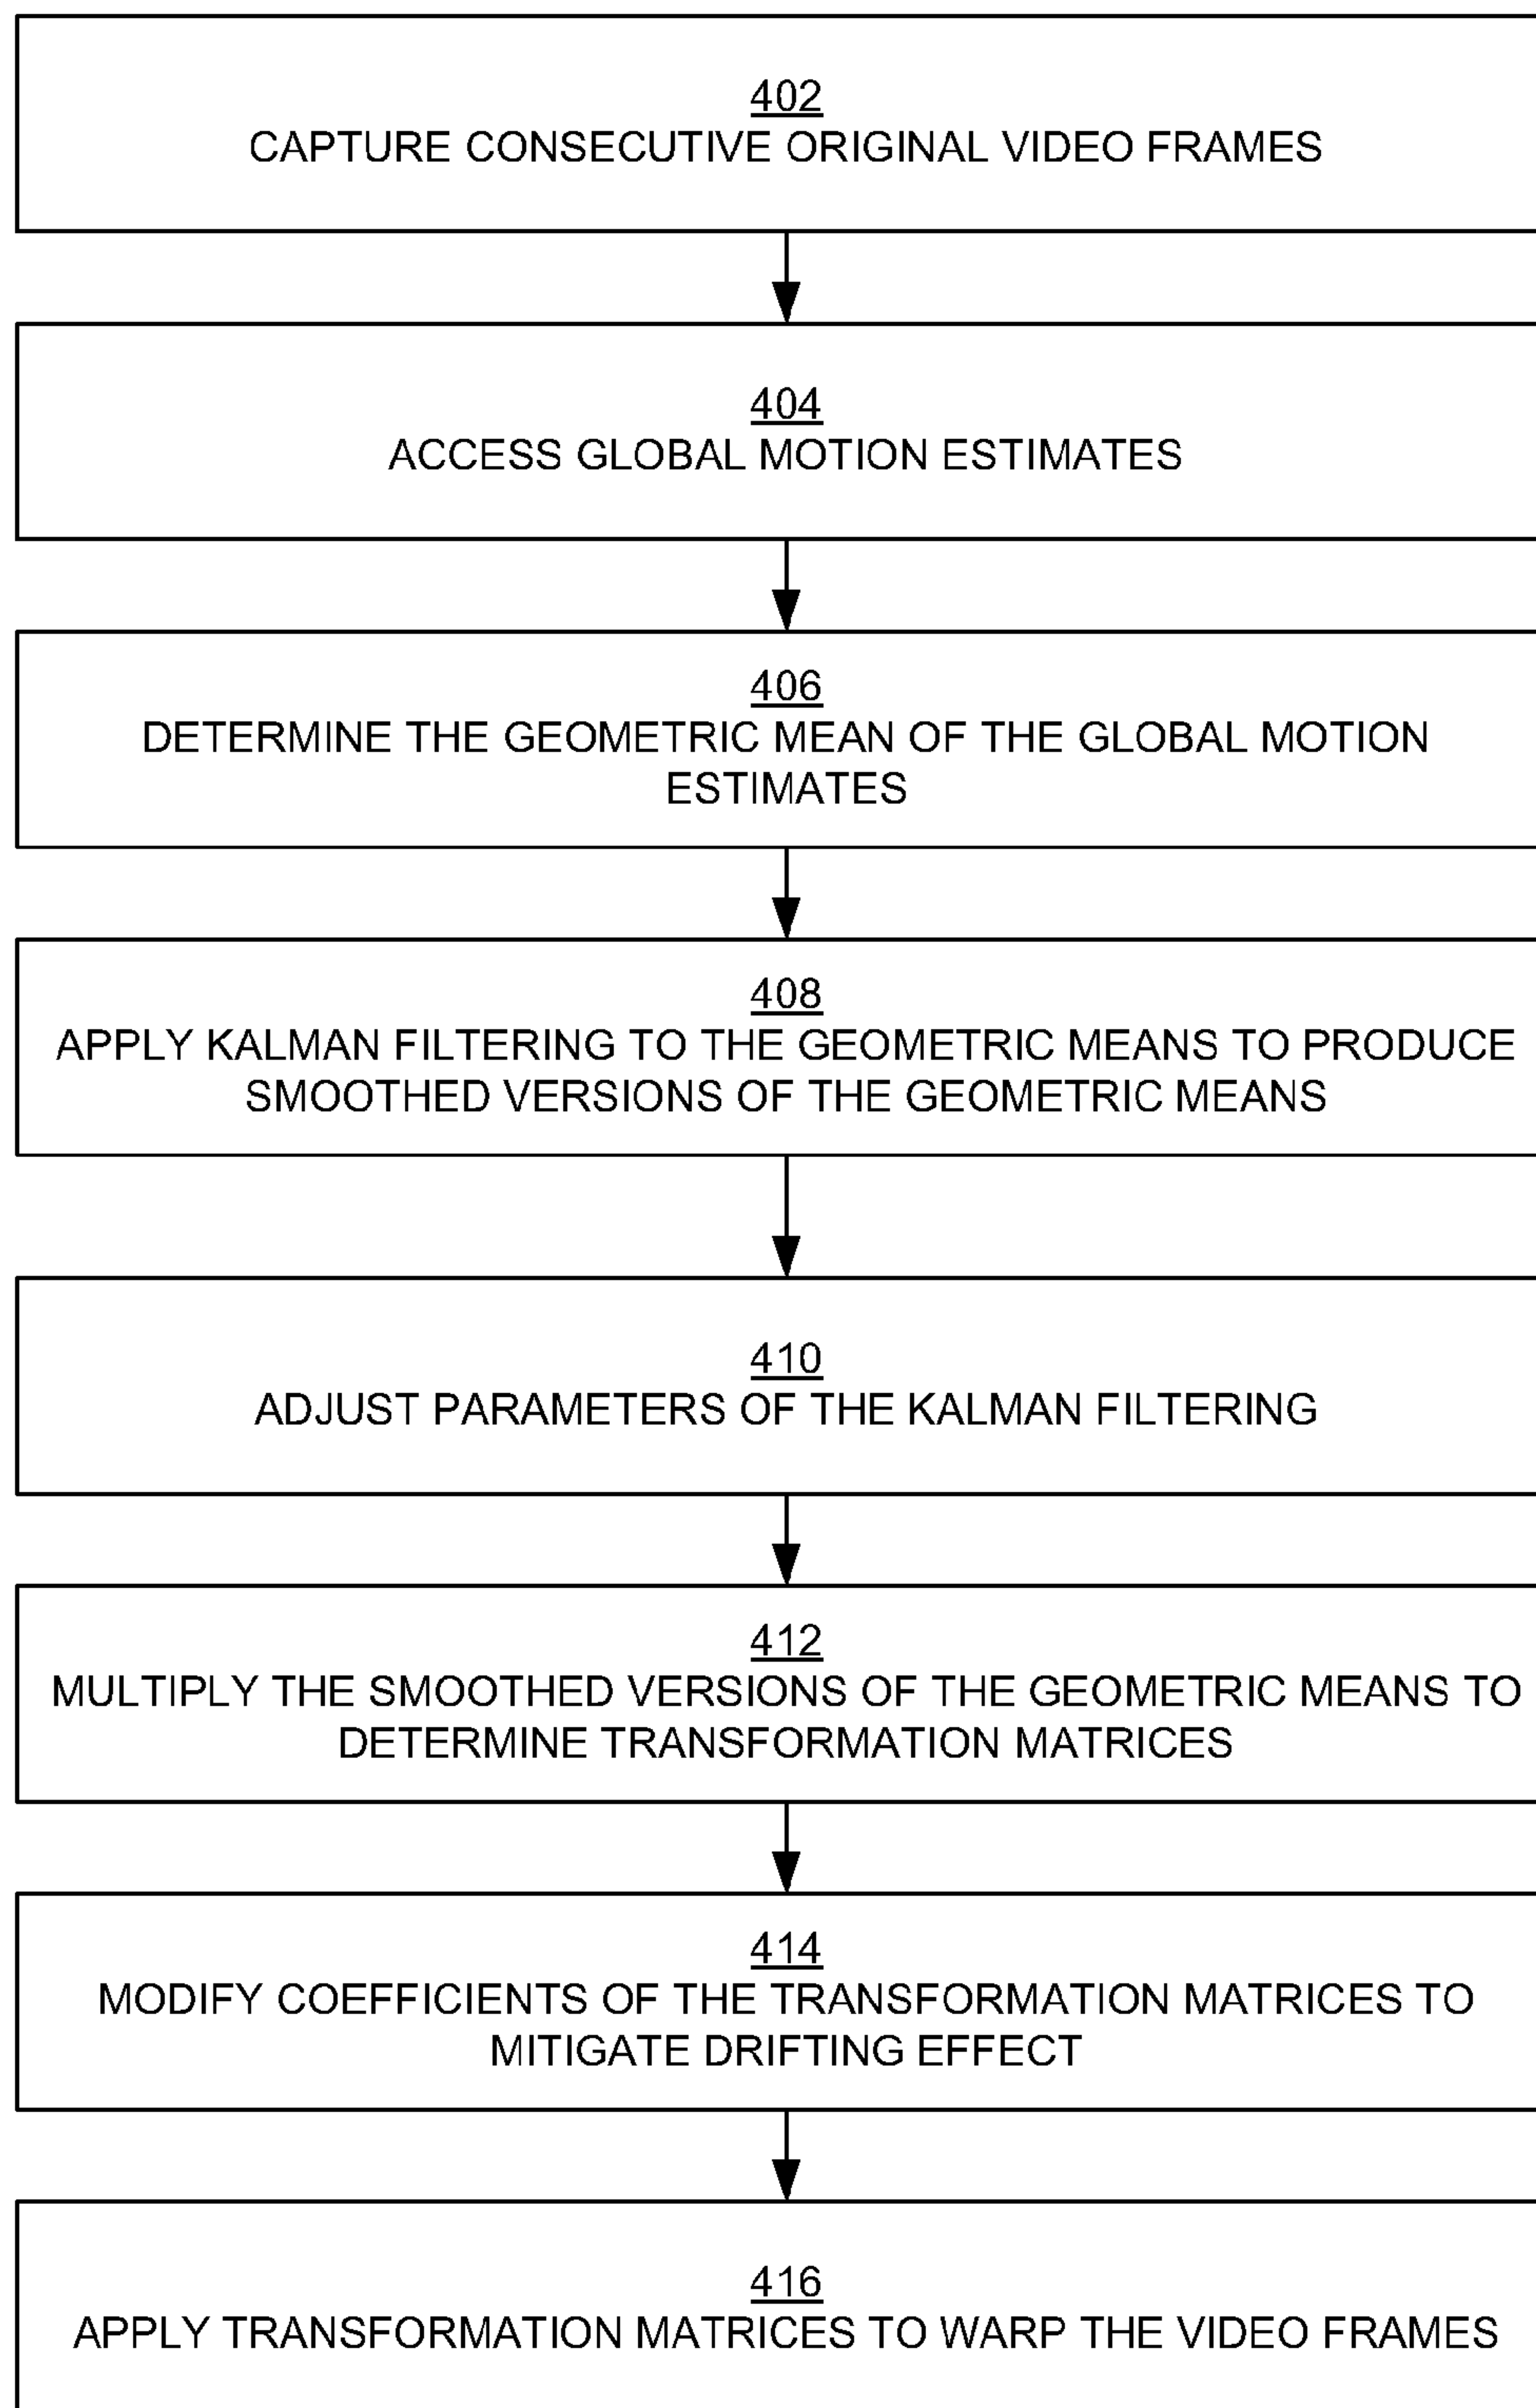 402
CAPTURE CONSECUTIVE ORIGINAL VIDEO FRAMES
404
ACCESS GLOBAL MOTION ESTIMATES
406
DETERMINE THE GEOMETRIC MEAN OF THE GLOBAL MOTION
ESTIMATES
408
APPLY KALMAN FILTERING TO THE GEOMETRIC MEANS TO PRODUCE
SMOOTHED VERSIONS OF THE GEOMETRIC MEANS
410
ADJUST PARAMETERS OF THE KALMAN FILTERING
412
MULTIPLY THE SMOOTHED VERSIONS OF THE GEOMETRIC MEANS TO
DETERMINE TRANSFORMATION MATRICES
414
MODIFY COEFFICIENTS OF THE TRANSFORMATION MATRICES TO
MITIGATE DRIFTING EFFECT
416
APPLY TRANSFORMATION MATRICES TO WARP THE VIDEO FRAMES